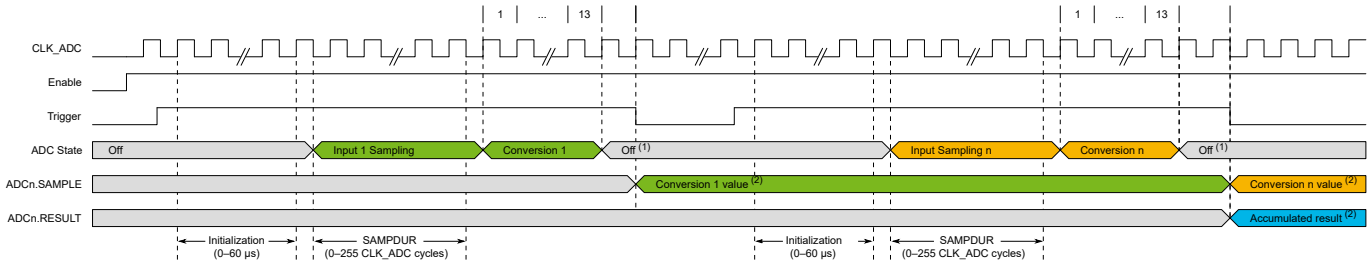 1 ... 13 1 ... 13
CLK_ADC
Enable
Trigger
ADC State Off Input 1 Sampling Conversion 1 Off (1) Input Sampling n Conversion n Off (1)
ADCn.SAMPLE Conversion 1 value (2) Conversion n value (2)
ADCn.RESULT Accumulated result (2)
Initialization SAMPDUR Initialization SAMPDUR
(0–60 µs) (0–255 CLK_ADC cycles) (0–60 µs) (0–255 CLK_ADC cycles)